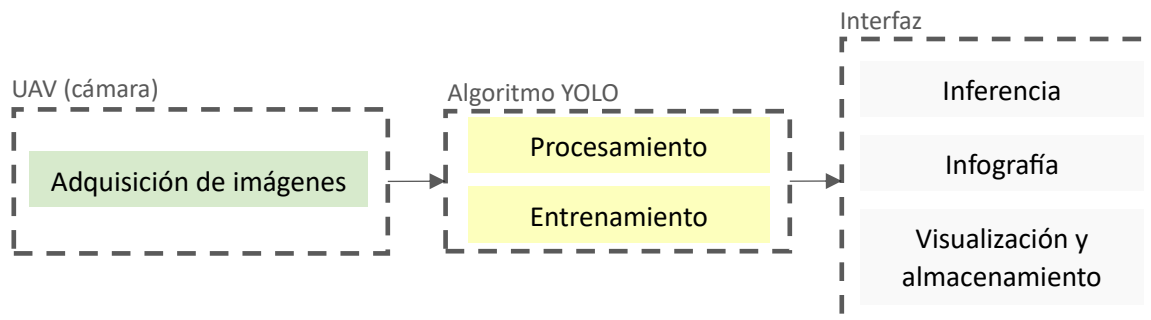 UAV (cámara)
Adquisición de imágenes
Algoritmo YOLO
Procesamiento
Entrenamiento
Interfaz
Inferencia
Infografía
Visualización y
almacenamiento